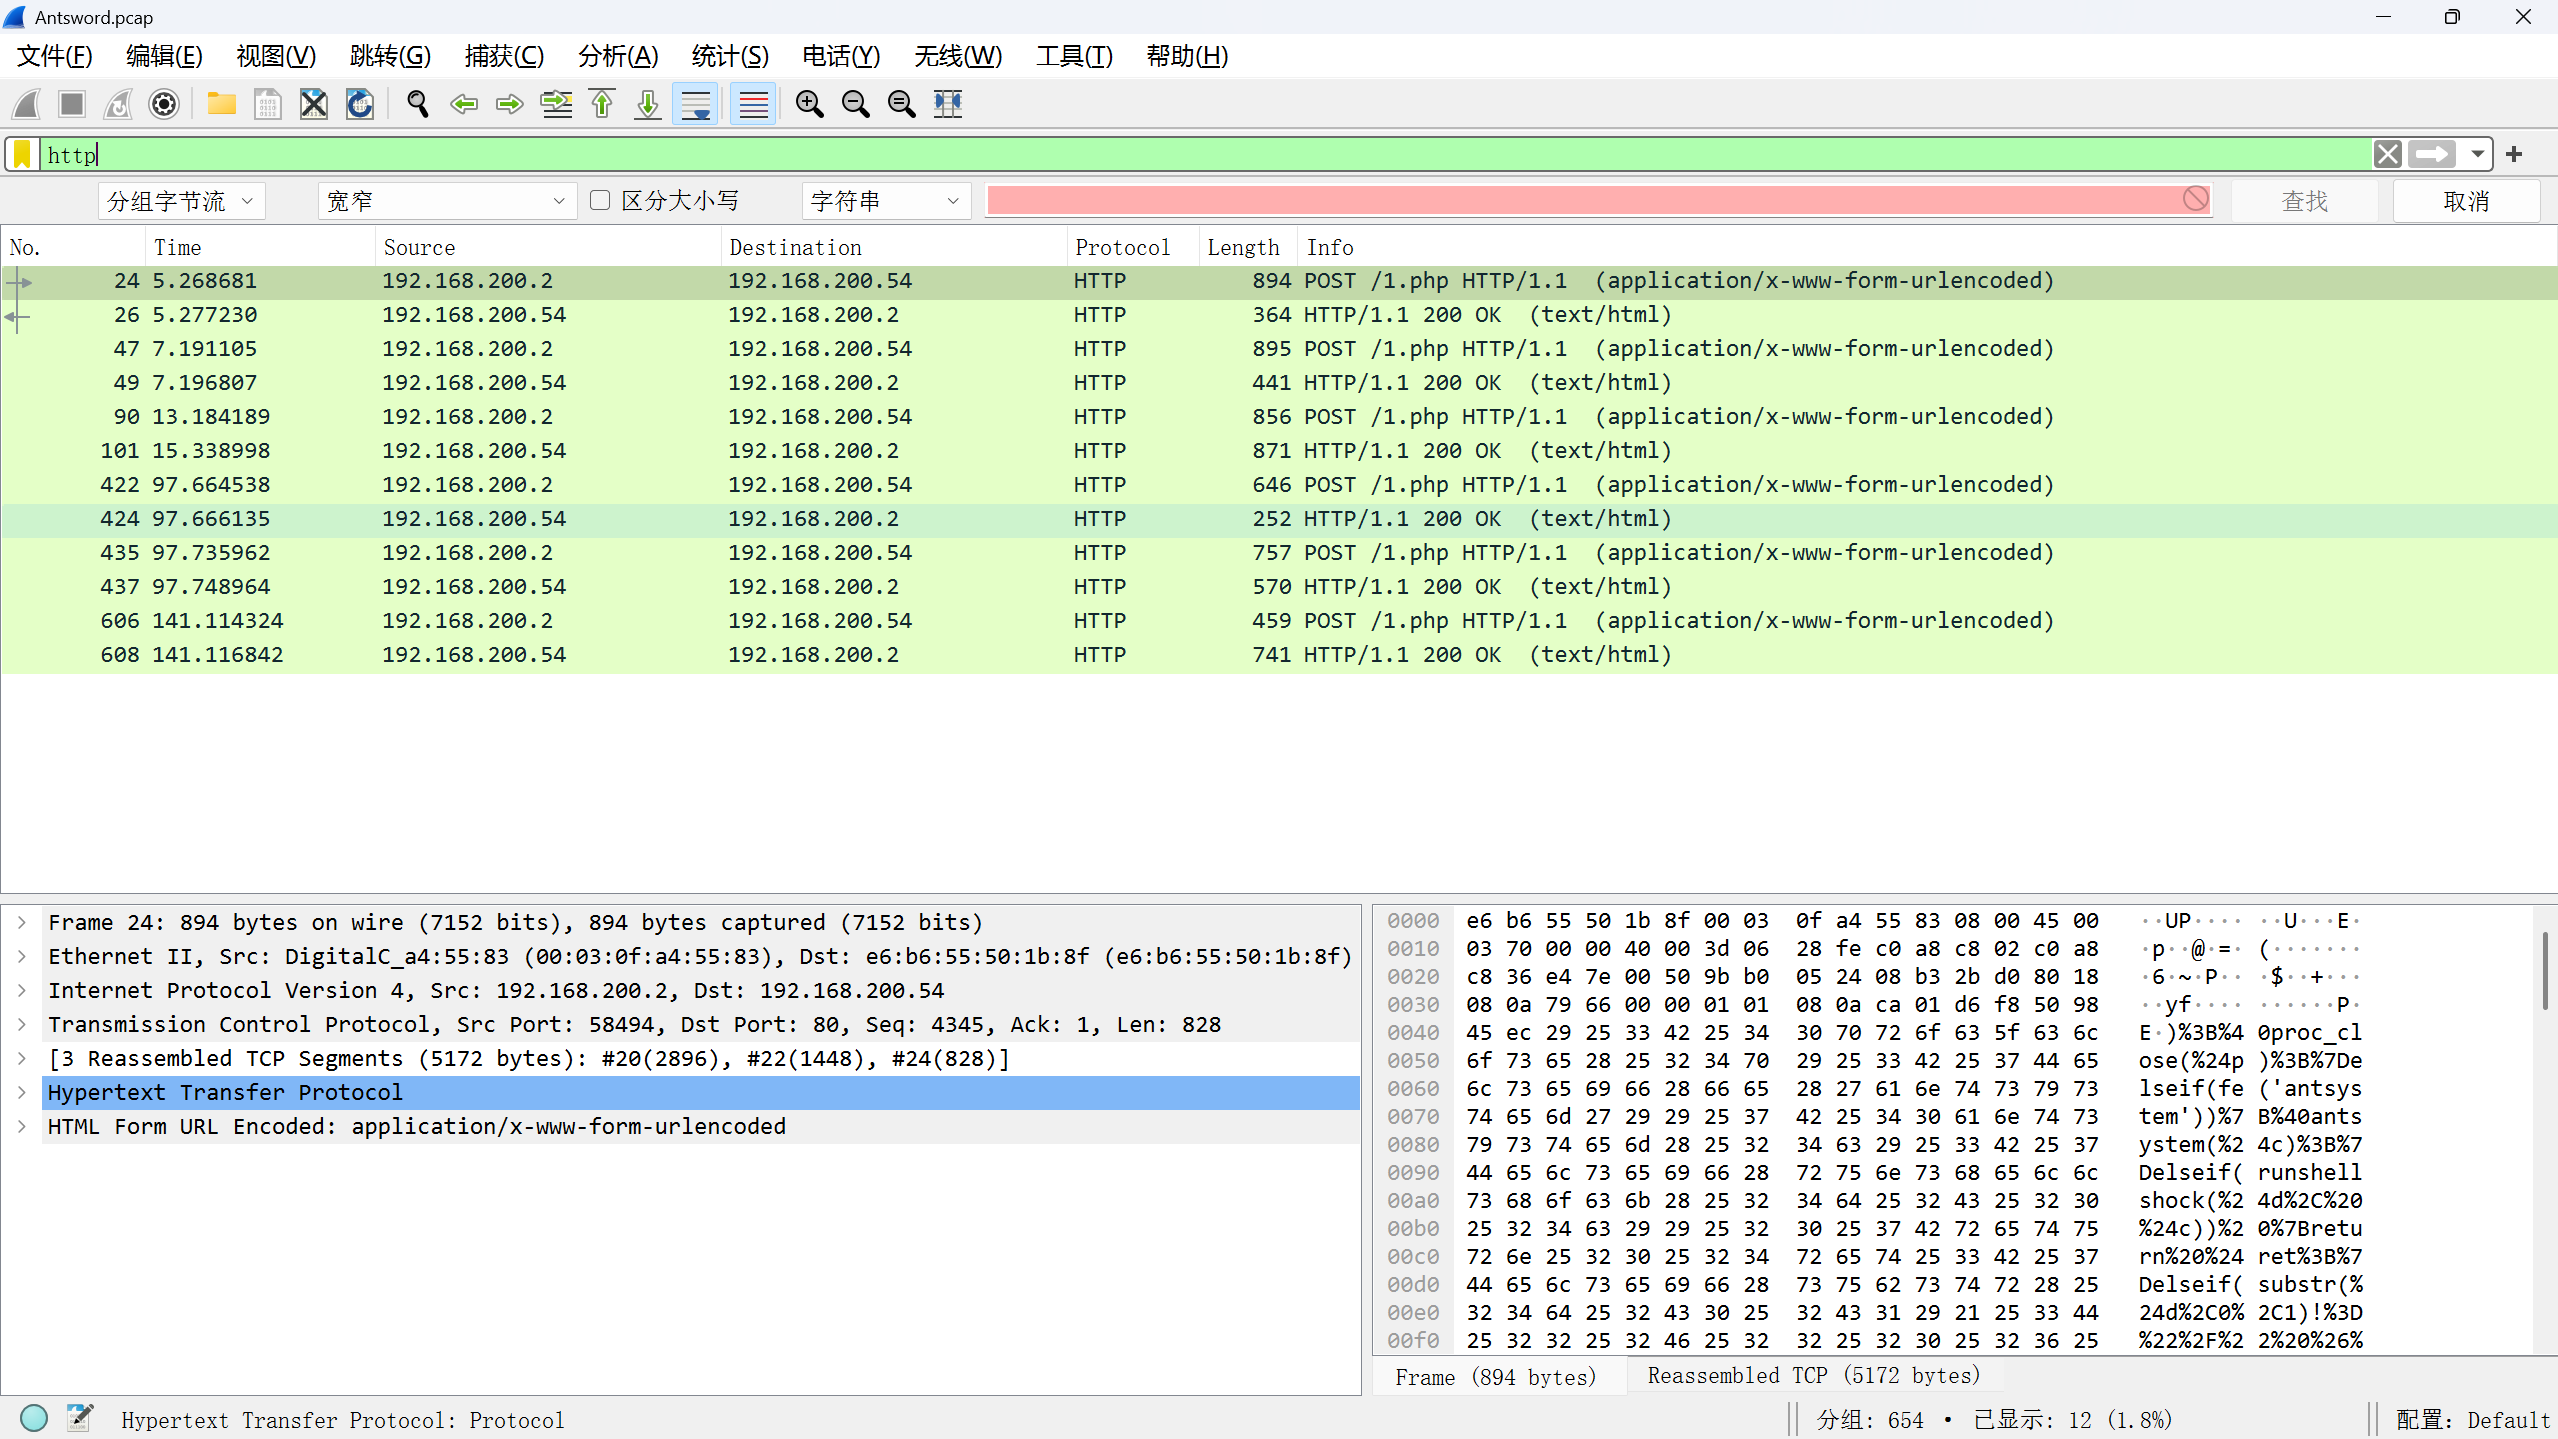 Antsword.pcap
文件(F) 编辑(E) 视图(V) 跳转(G) 捕获(C) 分析(A) 统计(S) 电话(Y) 无线(W) 工具(T) 帮助(H)
http
分组字节流 宽窄 区分大小写 字符串 查找 取消
No. Time Source Destination Protocol Length Info
24 5.268681 192.168.200.2 192.168.200.54 HTTP 894 POST /1.php HTTP/1.1 (application/x-www-form-urlencoded)
26 5.277230 192.168.200.54 192.168.200.2 HTTP 364 HTTP/1.1 200 OK (text/html)
47 7.191105 192.168.200.2 192.168.200.54 HTTP 895 POST /1.php HTTP/1.1 (application/x-www-form-urlencoded)
49 7.196807 192.168.200.54 192.168.200.2 HTTP 441 HTTP/1.1 200 OK (text/html)
90 13.184189 192.168.200.2 192.168.200.54 HTTP 856 POST /1.php HTTP/1.1 (application/x-www-form-urlencoded)
101 15.338998 192.168.200.54 192.168.200.2 HTTP 871 HTTP/1.1 200 OK (text/html)
422 97.664538 192.168.200.2 192.168.200.54 HTTP 646 POST /1.php HTTP/1.1 (application/x-www-form-urlencoded)
424 97.666135 192.168.200.54 192.168.200.2 HTTP 252 HTTP/1.1 200 OK (text/html)
435 97.735962 192.168.200.2 192.168.200.54 HTTP 757 POST /1.php HTTP/1.1 (application/x-www-form-urlencoded)
437 97.748964 192.168.200.54 192.168.200.2 HTTP 570 HTTP/1.1 200 OK (text/html)
606 141.114324 192.168.200.2 192.168.200.54 HTTP 459 POST /1.php HTTP/1.1 (application/x-www-form-urlencoded)
608 141.116842 192.168.200.54 192.168.200.2 HTTP 741 HTTP/1.1 200 OK (text/html)
Frame 24: 894 bytes on wire (7152 bits), 894 bytes captured (7152 bits)
Ethernet II, Src: DigitalC_a4:55:83 (00:03:0f:a4:55:83), Dst: e6:b6:55:50:1b:8f (e6:b6:55:50:1b:8f)
Internet Protocol Version 4, Src: 192.168.200.2, Dst: 192.168.200.54
Transmission Control Protocol, Src Port: 58494, Dst Port: 80, Seq: 4345, Ack: 1, Len: 828
[3 Reassembled TCP Segments (5172 bytes): #20(2896), #22(1448), #24(828)]
Hypertext Transfer Protocol
HTML Form URL Encoded: application/x-www-form-urlencoded
0000 e6 b6 55 50 1b 8f 00 03 0f a4 55 83 08 00 45 00 ··UP···· ··U···E·
0010 03 70 00 00 40 00 3d 06 28 fe c0 a8 c8 02 c0 a8 ·p··@·=· (·······
0020 c8 36 e4 7e 00 50 9b b0 05 24 08 b3 2b d0 80 18 ·6·~·P·· ·$··+···
0030 08 0a 79 66 00 00 01 01 08 0a ca 01 d6 f8 50 98 ··yf···· ······P·
0040 45 ec 29 25 33 42 25 34 30 70 72 6f 63 5f 63 6c E·)%3B%4 0proc_cl
0050 6f 73 65 28 25 32 34 70 29 25 33 42 25 37 44 65 ose(%24p )%3B%7De
0060 6c 73 65 69 66 28 66 65 28 27 61 6e 74 73 79 73 lseif(fe ('antsys
0070 74 65 6d 27 29 29 25 37 42 25 34 30 61 6e 74 73 tem'))%7 B%40ants
0080 79 73 74 65 6d 28 25 32 34 63 29 25 33 42 25 37 ystem(%2 4c)%3B%7
0090 44 65 6c 73 65 69 66 28 72 75 6e 73 68 65 6c 6c Delseif( runshell
00a0 73 68 6f 63 6b 28 25 32 34 64 25 32 43 25 32 30 shock(%2 4d%2C%20
00b0 25 32 34 63 29 29 25 32 30 25 37 42 72 65 74 75 %24c))%2 0%7Bretu
00c0 72 6e 25 32 30 25 32 34 72 65 74 25 33 42 25 37 rn%20%24 ret%3B%7
00d0 44 65 6c 73 65 69 66 28 73 75 62 73 74 72 28 25 Delseif( substr(%
00e0 32 34 64 25 32 43 30 25 32 43 31 29 21 25 33 44 24d%2C0% 2C1)!%3D
00f0 25 32 32 25 32 46 25 32 32 25 32 30 25 32 36 25 %22%2F%2 2%20%26%
Frame (894 bytes) Reassembled TCP (5172 bytes)
Hypertext Transfer Protocol: Protocol 分组: 654 · 已显示: 12 (1.8%) 配置: Default